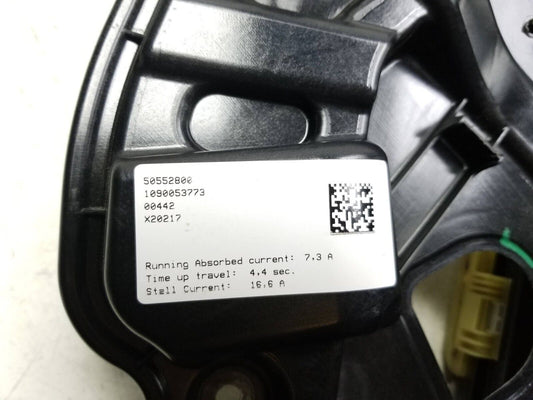 50552800
1090053773
00442
X20217
Running Absorbed current: 7,3 A
Time up travel: 4,4 sec.
Stall Current: 16,6 A